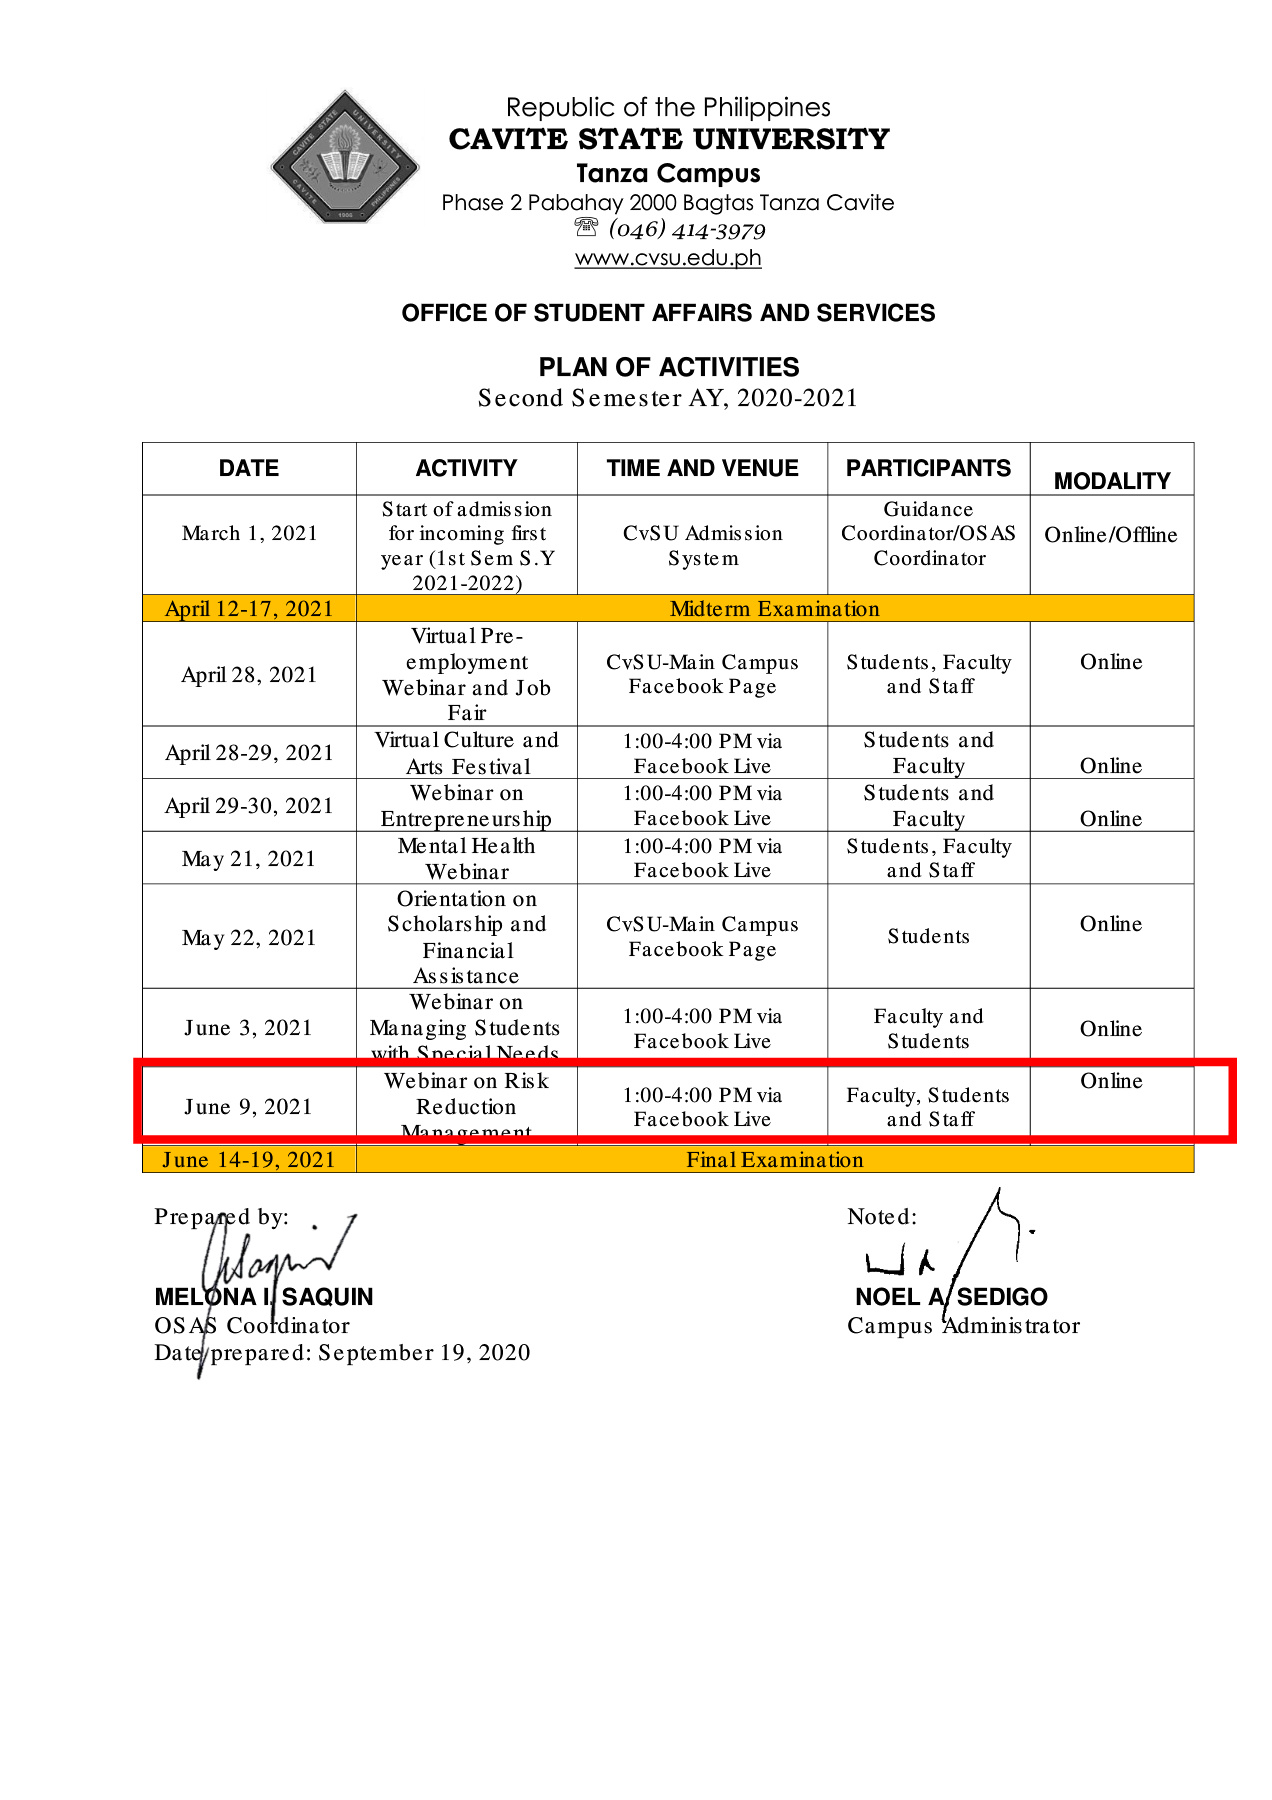 Republic of the Philippines
CAVITE STATE UNIVERSITY
Tanza Campus
Phase 2 Pabahay 2000 Bagtas Tanza Cavite
☏ (046) 414-3979
www.cvsu.edu.ph
CAVITE STATE UNIVERSITY
CAVITE PHILIPPINES
1906
OFFICE OF STUDENT AFFAIRS AND SERVICES
PLAN OF ACTIVITIES
Second Semester AY, 2020-2021
DATE ACTIVITY TIME AND VENUE PARTICIPANTS MODALITY
March 1, 2021
Start of admission
for incoming first
year (1st Sem S.Y
2021-2022)
CvSU Admission
System
Guidance
Coordinator/OSAS
Coordinator
Online/Offline
April 12-17, 2021 Midterm Examination
April 28, 2021
Virtual Pre-
employment
Webinar and Job
Fair
CvSU-Main Campus
Facebook Page
Students, Faculty
and Staff
Online
April 28-29, 2021
Virtual Culture and
Arts Festival
1:00-4:00 PM via
Facebook Live
Students and
Faculty
Online
April 29-30, 2021
Webinar on
Entrepreneurship
1:00-4:00 PM via
Facebook Live
Students and
Faculty
Online
May 21, 2021
Mental Health
Webinar
1:00-4:00 PM via
Facebook Live
Students, Faculty
and Staff
May 22, 2021
Orientation on
Scholarship and
Financial
Assistance
CvSU-Main Campus
Facebook Page
Students
Online
June 3, 2021
Webinar on
Managing Students
with Special Needs
1:00-4:00 PM via
Facebook Live
Faculty and
Students
Online
June 9, 2021
Webinar on Risk
Reduction
Management
1:00-4:00 PM via
Facebook Live
Faculty, Students
and Staff
Online
June 14-19, 2021 Final Examination
Prepared by:
MELONA I. SAQUIN
OSAS Coordinator
Date prepared: September 19, 2020
Noted:
NOEL A. SEDIGO
Campus Administrator